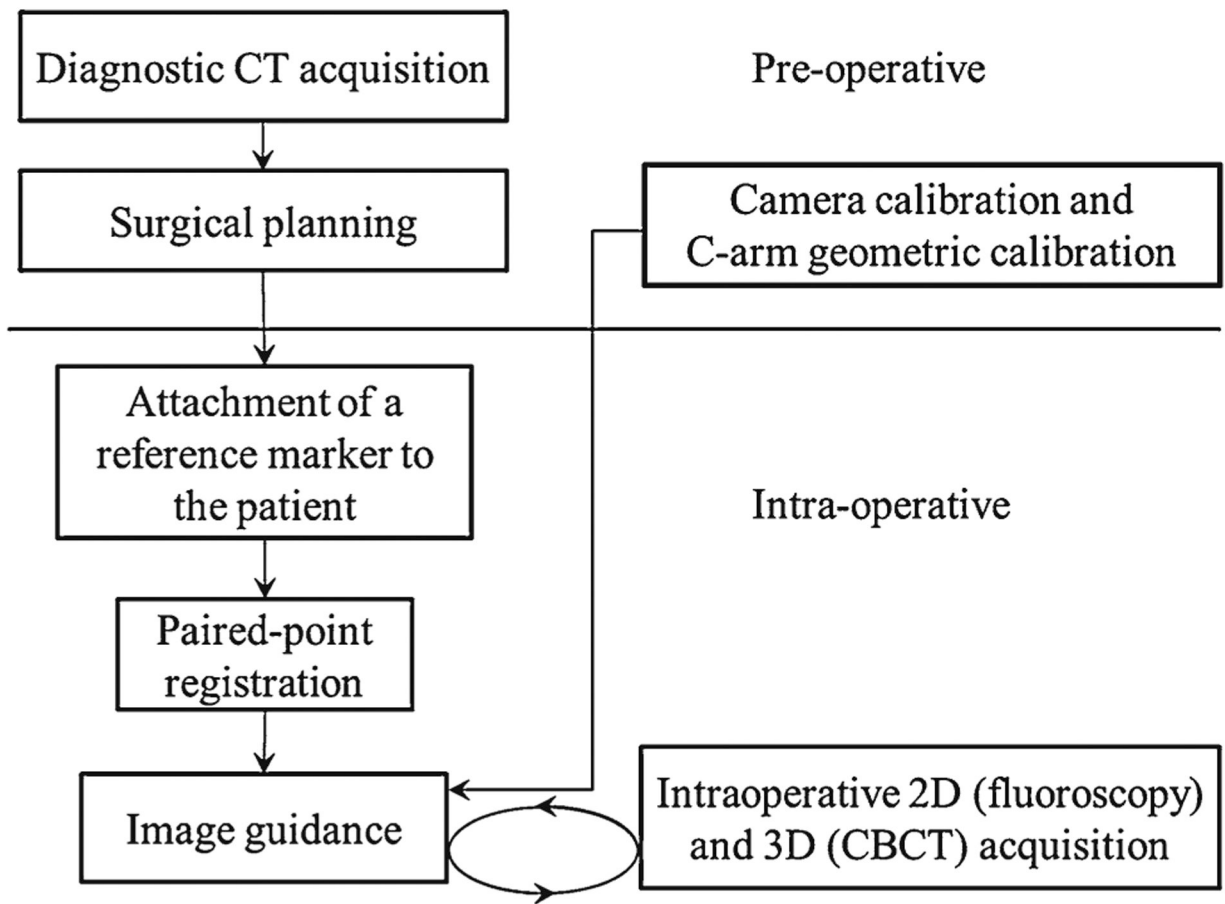 Diagnostic CT acquisition
Pre-operative
Surgical planning
Camera calibration and
C-arm geometric calibration
Attachment of a
reference marker to
the patient
Intra-operative
Paired-point
registration
Image guidance
Intraoperative 2D (fluoroscopy)
and 3D (CBCT) acquisition